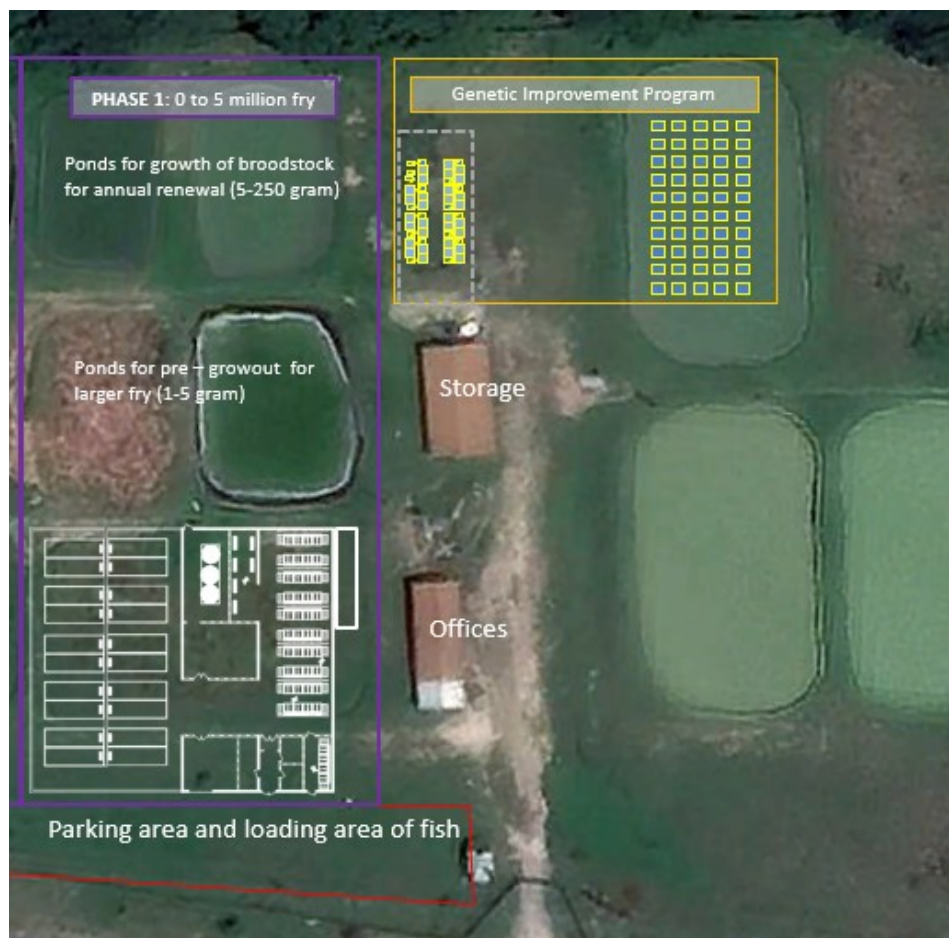 PHASE 1: 0 to 5 million fry
Genetic Improvement Program
Ponds for growth of broodstock
for annual renewal (5-250 gram)
Ponds for pre – growout for
larger fry (1-5 gram)
Storage
Offices
Parking area and loading area of fish